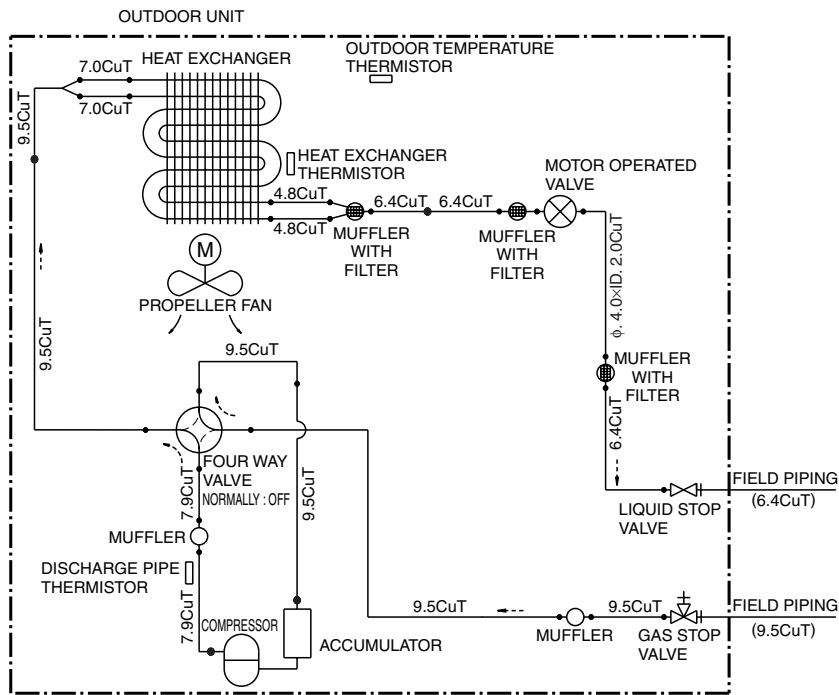 OUTDOOR UNIT
HEAT EXCHANGER
OUTDOOR TEMPERATURE
THERMISTOR
7.0CuT
7.0CuT
9.5CuT
HEAT EXCHANGER
THERMISTOR
MOTOR OPERATED
VALVE
4.8CuT
4.8CuT
6.4CuT
6.4CuT
MUFFLER
WITH
FILTER
MUFFLER
WITH
FILTER
M
PROPELLER FAN
φ. 4.0×ID. 2.0CuT
9.5CuT
9.5CuT
MUFFLER
WITH
FILTER
6.4CuT
FOUR WAY
VALVE
NORMALLY : OFF
7.9CuT
9.5CuT
LIQUID STOP
VALVE
FIELD PIPING
(6.4CuT)
MUFFLER
DISCHARGE PIPE
THERMISTOR
7.9CuT
COMPRESSOR
ACCUMULATOR
9.5CuT
MUFFLER
9.5CuT
GAS STOP
VALVE
FIELD PIPING
(9.5CuT)